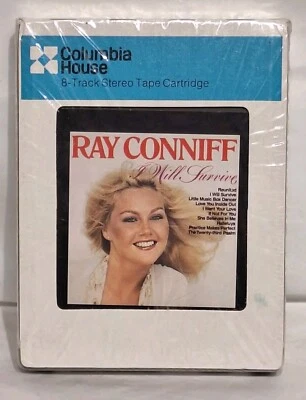 Columbia
House
8-Track Stereo Tape Cartridge
RAY CONNIFF
I Will Survive
Reunited
I Will Survive
Little Music Box Dancer
Love You Inside Out
I Want Your Love
If Not For You
She Believes in Me
Hallelujah
Practice Makes Perfect
The Twenty-Third Psalm